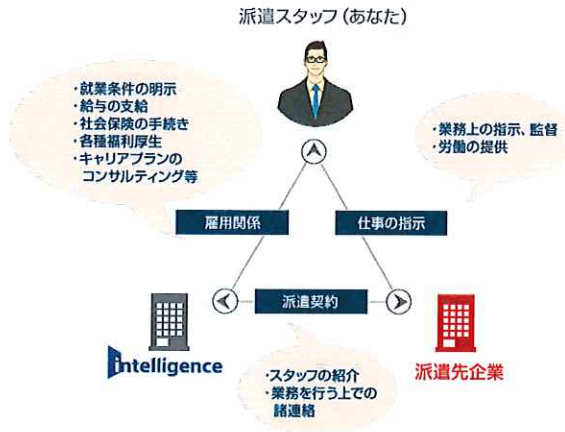 派遣スタッフ(あなた)
・就業条件の明示
・給与の支給
・社会保険の手続き
・各種福利厚生
・キャリアプランの
コンサルティング等
・業務上の指示、監督
・労働の提供
雇用関係
仕事の指示
派遣契約
intelligence
派遣先企業
・スタッフの紹介
・業務を行う上での
諸連絡